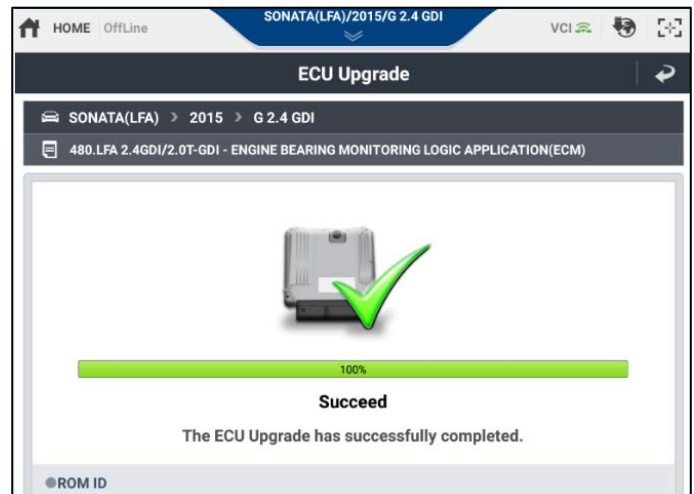 HOME OffLine SONATA(LFA)/2015/G 2.4 GDI VCI
ECU Upgrade
SONATA(LFA) > 2015 > G 2.4 GDI
480.LFA 2.4GDI/2.0T-GDI - ENGINE BEARING MONITORING LOGIC APPLICATION(ECM)
100%
Succeed
The ECU Upgrade has successfully completed.
ROM ID